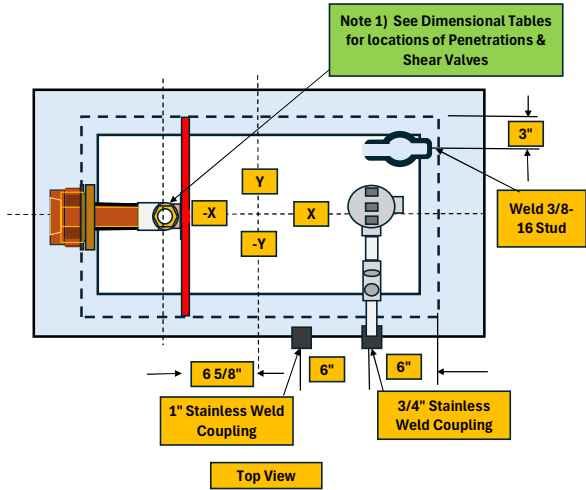 Note 1) See Dimensional Tables
for locations of Penetrations &
Shear Valves
3"
Y
-X
X
-Y
Weld 3/8-
16 Stud
6 5/8"
6"
6"
1" Stainless Weld
Coupling
3/4" Stainless
Weld Coupling
Top View